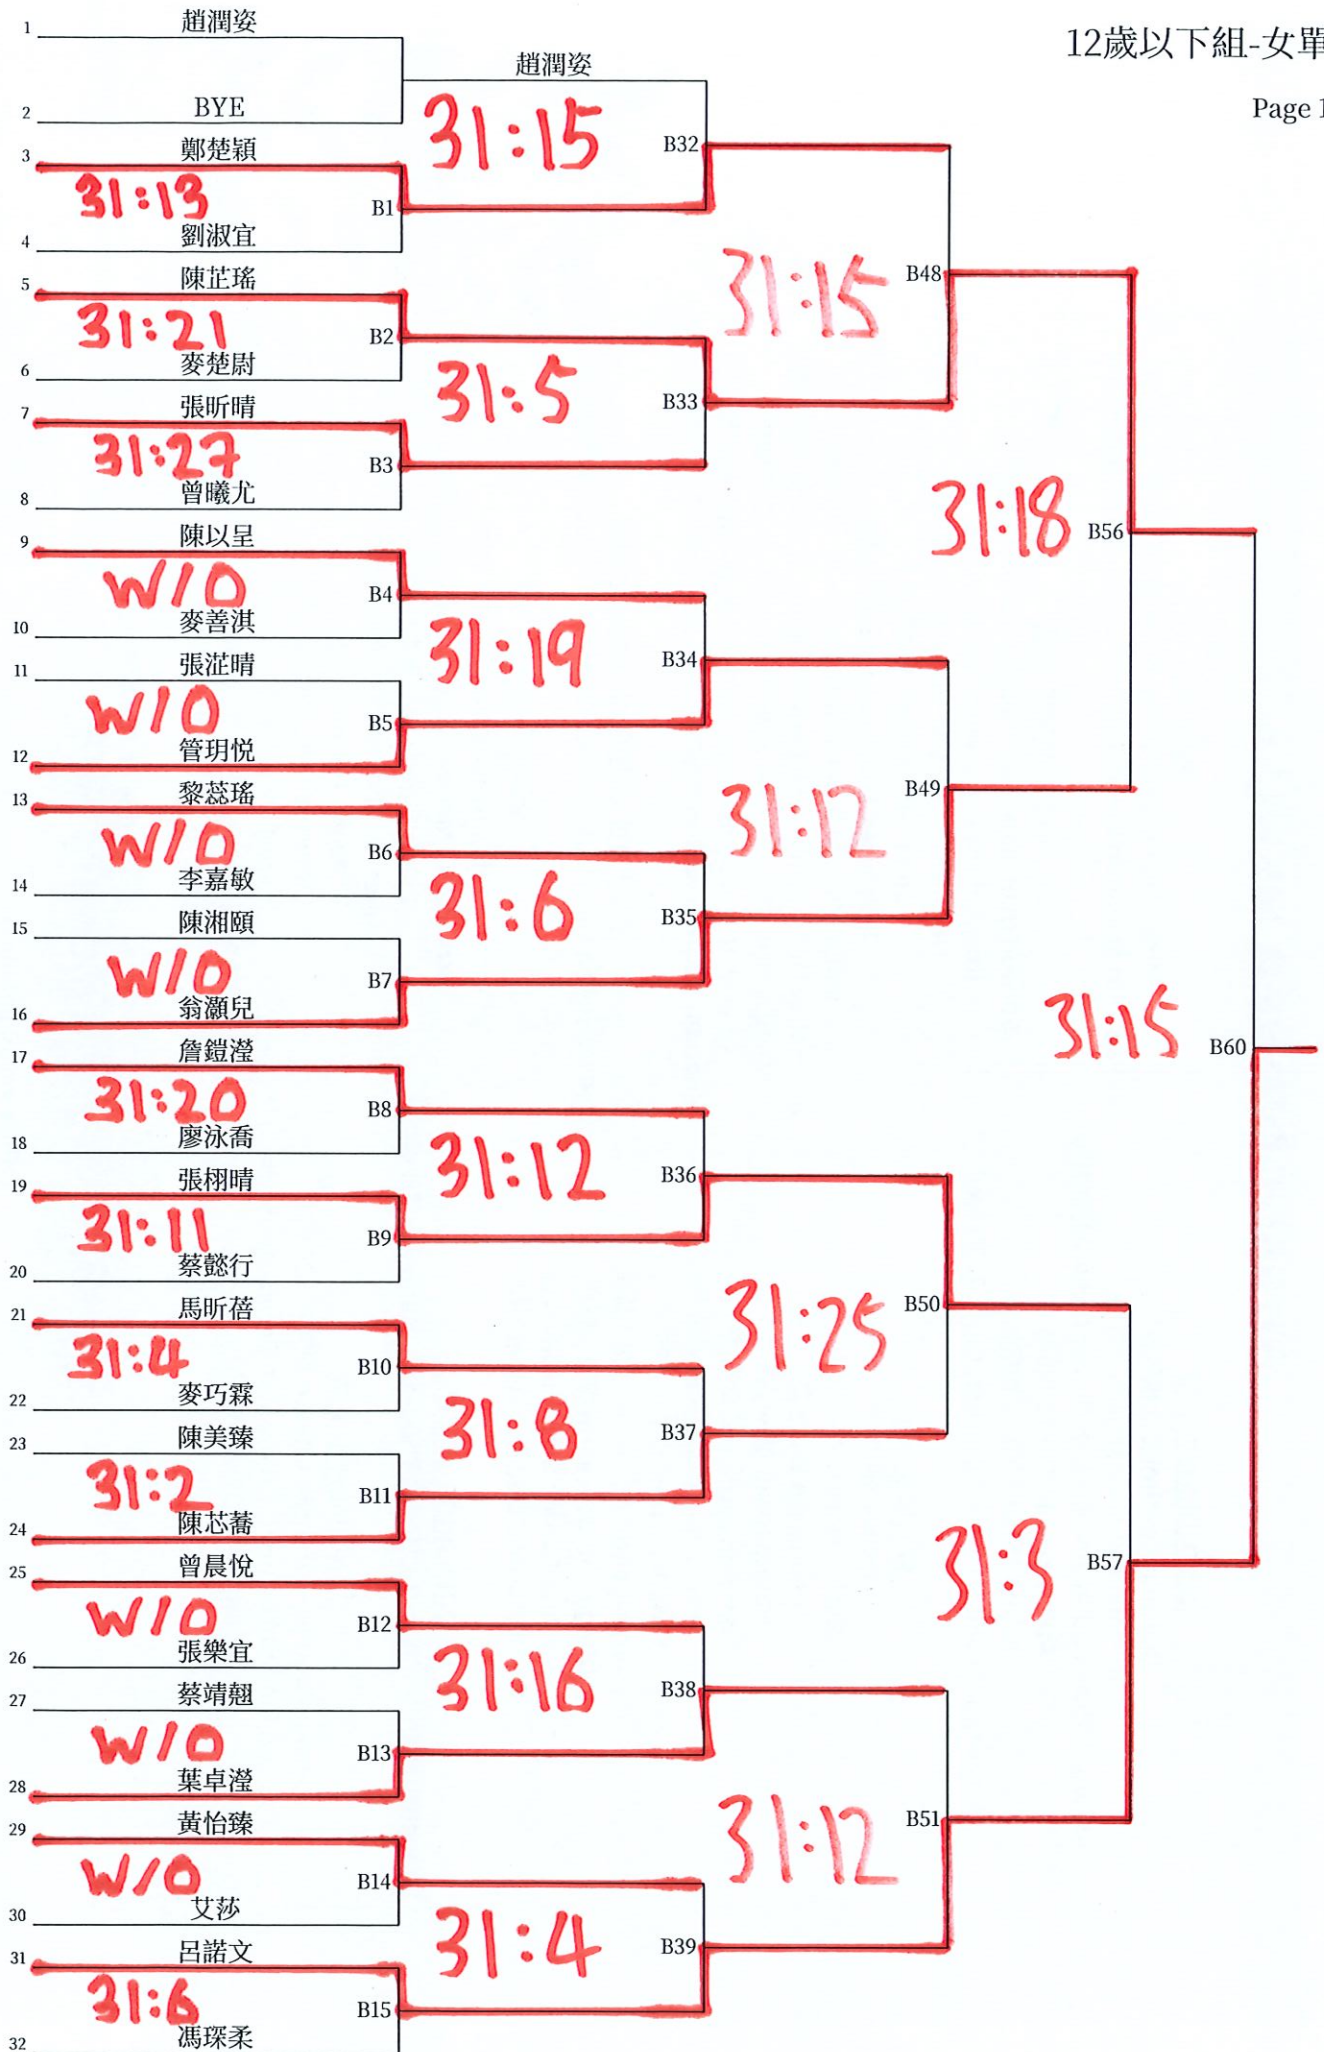 12歲以下組-女單
Page 1
1 趙潤姿
趙潤姿
2 BYE
31:15
B32
3 鄭楚穎
31:13
B1
4 劉淑宜
31:15
B48
5 陳芷瑤
31:21
B2
6 麥楚尉
31:5
B33
7 張昕晴
31:27
B3
8 曾曦尤
31:18
B56
9 陳以呈
W/O
B4
10 麥善淇
31:19
B34
11 張漄晴
W/O
B5
12 管玥悦
31:12
B49
13 黎蕊瑤
W/O
B6
14 李嘉敏
31:6
B35
15 陳湘頤
W/O
B7
16 翁灝兒
31:15
B60
17 詹鎧瀅
31:20
B8
18 廖泳喬
31:12
B36
19 張栩晴
31:11
B9
20 蔡懿行
31:25
B50
21 馬昕蓓
31:4
B10
22 麥巧霖
31:8
B37
23 陳美臻
31:2
B11
24 陳芯蕎
31:3
B57
25 曾晨悅
W/O
B12
26 張樂宜
31:16
B38
27 蔡靖翹
W/O
B13
28 葉卓瀅
31:12
B51
29 黃怡臻
W/O
B14
30 艾莎
31:4
B39
31 呂諾文
31:6
B15
32 馮琛柔